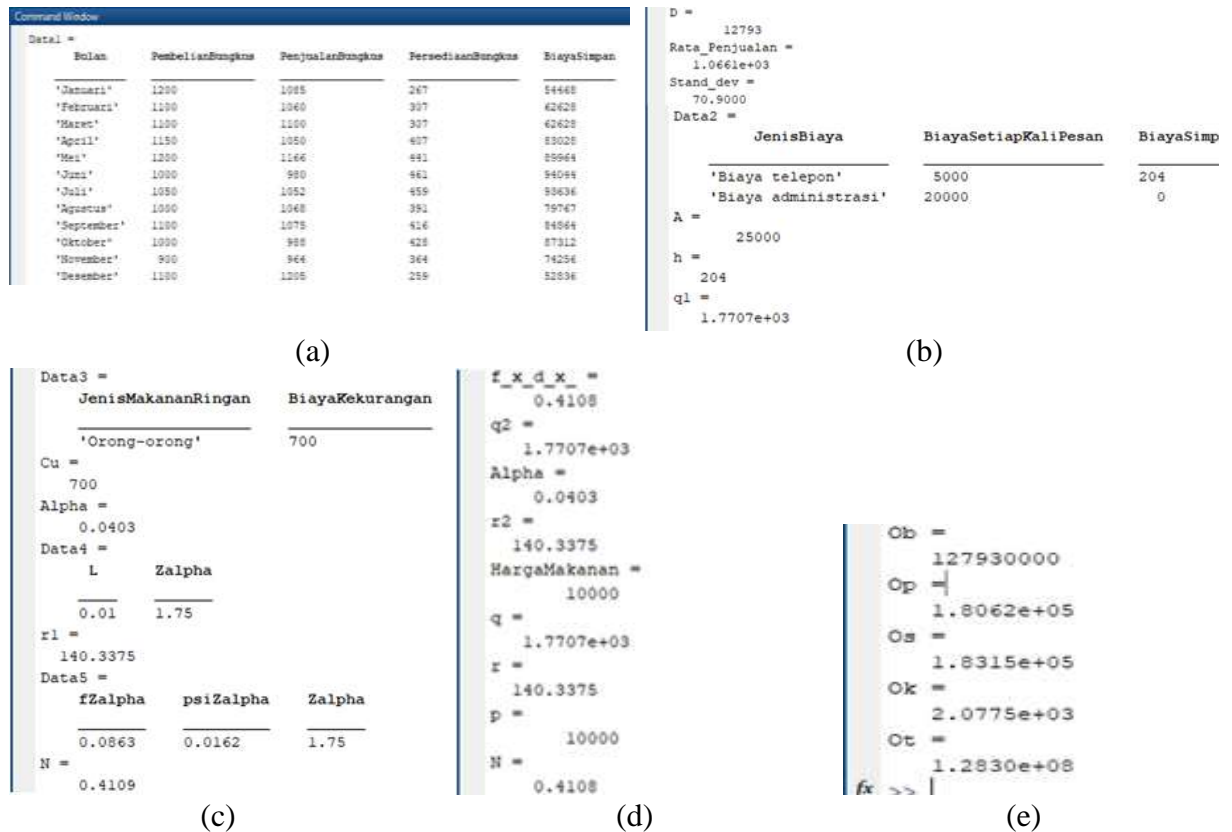 Command Window
Data1 =
Bulan PembelianBungkus PenjualanBungkus PersediaanBungkus BiayaSimpan
'Januari' 1200 1085 267 54468
'Februari' 1100 1060 307 62628
'Maret' 1100 1100 307 62628
'April' 1150 1050 407 83028
'Mei' 1200 1166 441 89964
'Juni' 1000 980 461 94044
'Juli' 1050 1052 459 93636
'Agustus' 1000 1068 391 79767
'September' 1100 1075 416 84864
'Oktober' 1000 988 428 87312
'November' 900 964 364 74256
'Desember' 1100 1205 259 52836
(a)
D =
12793
Rata_Penjualan =
1.0661e+03
Stand_dev =
70.9000
Data2 =
JenisBiaya BiayaSetiapKaliPesan BiayaSimp
'Biaya telepon' 5000 204
'Biaya administrasi' 20000 0
A =
25000
h =
204
q1 =
1.7707e+03
(b)
Data3 =
JenisMakananRingan BiayaKekurangan
'Orong-orong' 700
Cu =
700
Alpha =
0.0403
Data4 =
L Zalpha
0.01 1.75
r1 =
140.3375
Data5 =
fZalpha psiZalpha Zalpha
0.0863 0.0162 1.75
N =
0.4109
(c)
f_x_d_x_ =
0.4108
q2 =
1.7707e+03
Alpha =
0.0403
r2 =
140.3375
HargaMakanan =
10000
q =
1.7707e+03
r =
140.3375
p =
10000
N =
0.4108
(d)
Ob =
127930000
Op =
1.8062e+05
Os =
1.8315e+05
Ok =
2.0775e+03
Ot =
1.2830e+08
fx >>
(e)